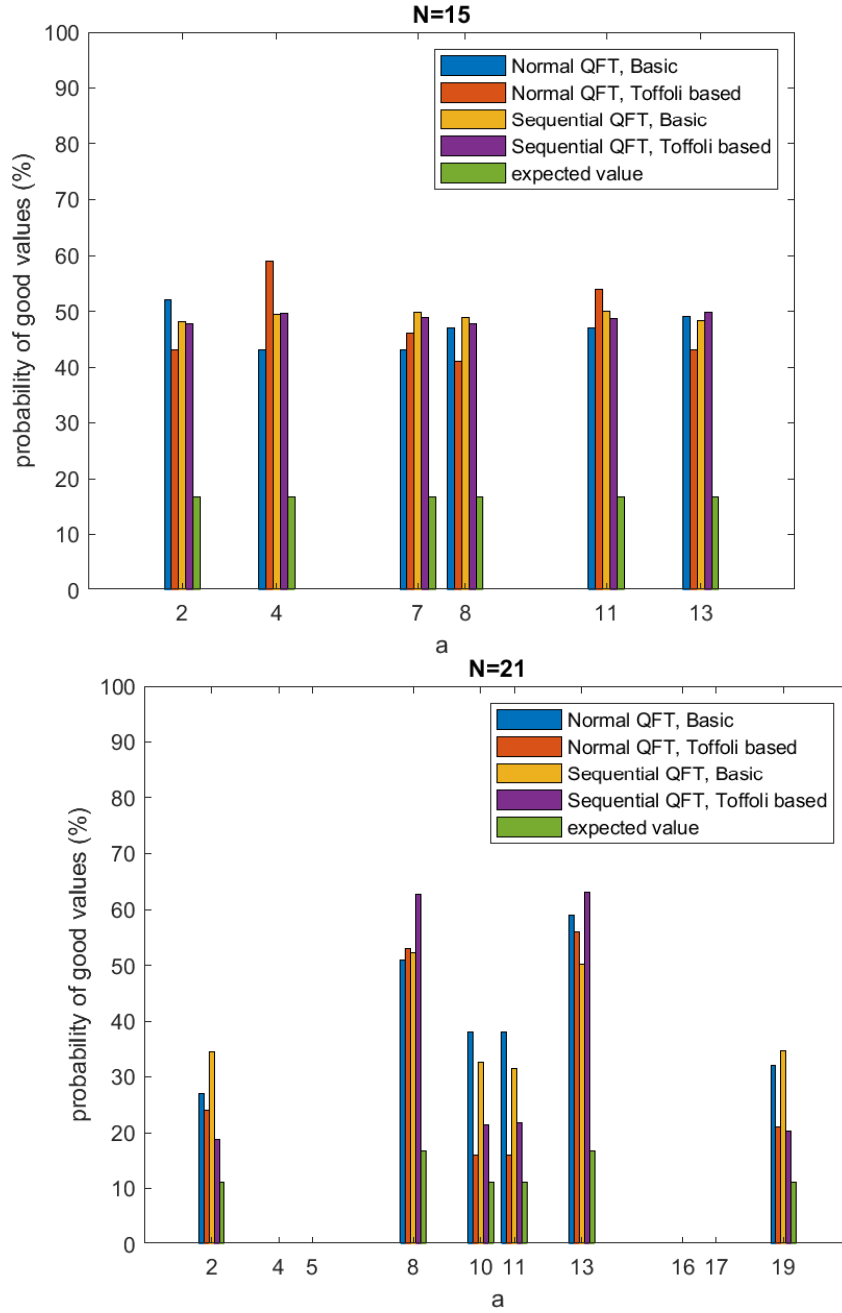 N=15
100
90
80
70
60
50
40
30
20
10
0
probability of good values (%)
Normal QFT, Basic
Normal QFT, Toffoli based
Sequential QFT, Basic
Sequential QFT, Toffoli based
expected value
2 4 7 8 11 13
a
N=21
100
90
80
70
60
50
40
30
20
10
0
probability of good values (%)
Normal QFT, Basic
Normal QFT, Toffoli based
Sequential QFT, Basic
Sequential QFT, Toffoli based
expected value
2 4 5 8 10 11 13 16 17 19
a